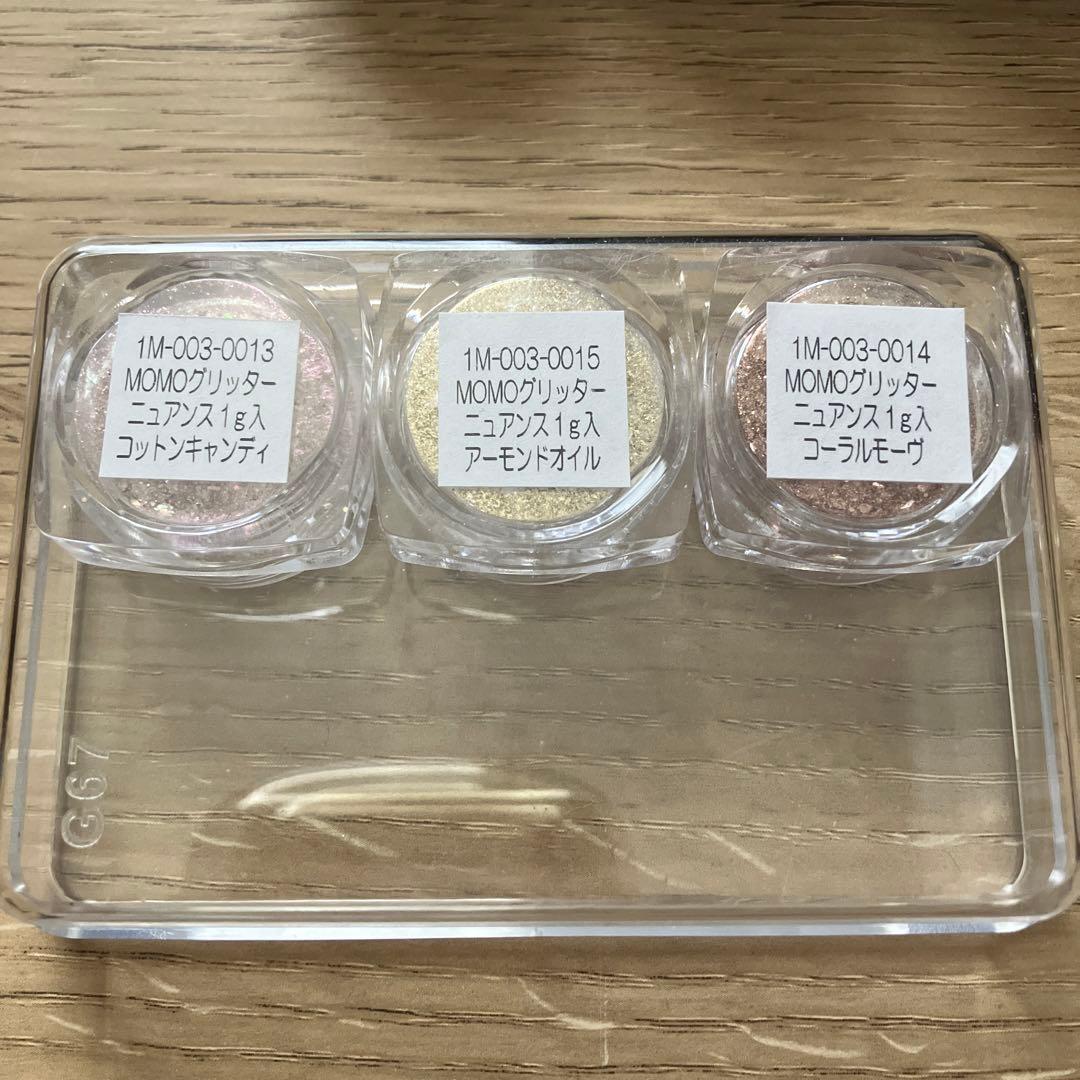 1M-003-0013
MOMOグリッター
ニュアンス1g入
コットンキャンディ
1M-003-0015
MOMOグリッター
ニュアンス1g入
アーモンドオイル
1M-003-0014
MOMOグリッター
ニュアンス1g入
コーラルモーヴ
G67